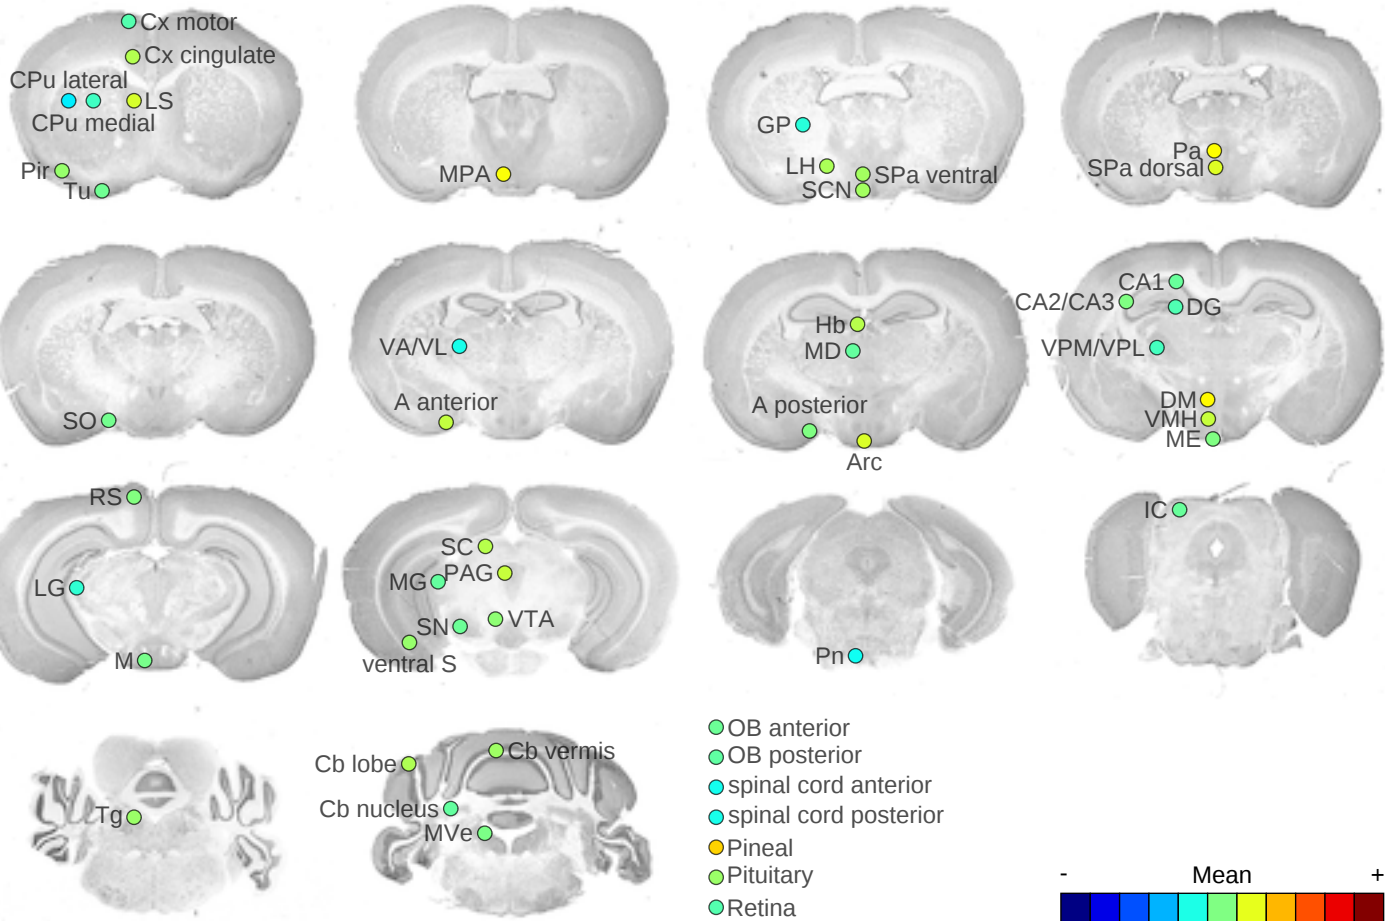 Cx motor
Cx cingulate
CPu lateral
LS
CPu medial
Pir
Tu
MPA
GP
LH
SPa ventral
SCN
Pa
SPa dorsal
SO
VA/VL
A anterior
Hb
MD
A posterior
Arc
CA1
CA2/CA3
DG
VPM/VPL
DM
VMH
ME
RS
LG
M
SC
MG
PAG
SN
VTA
ventral S
Pn
IC
Tg
Cb lobe
Cb vermis
Cb nucleus
MVe
OB anterior
OB posterior
spinal cord anterior
spinal cord posterior
Pineal
Pituitary
Retina
- Mean +